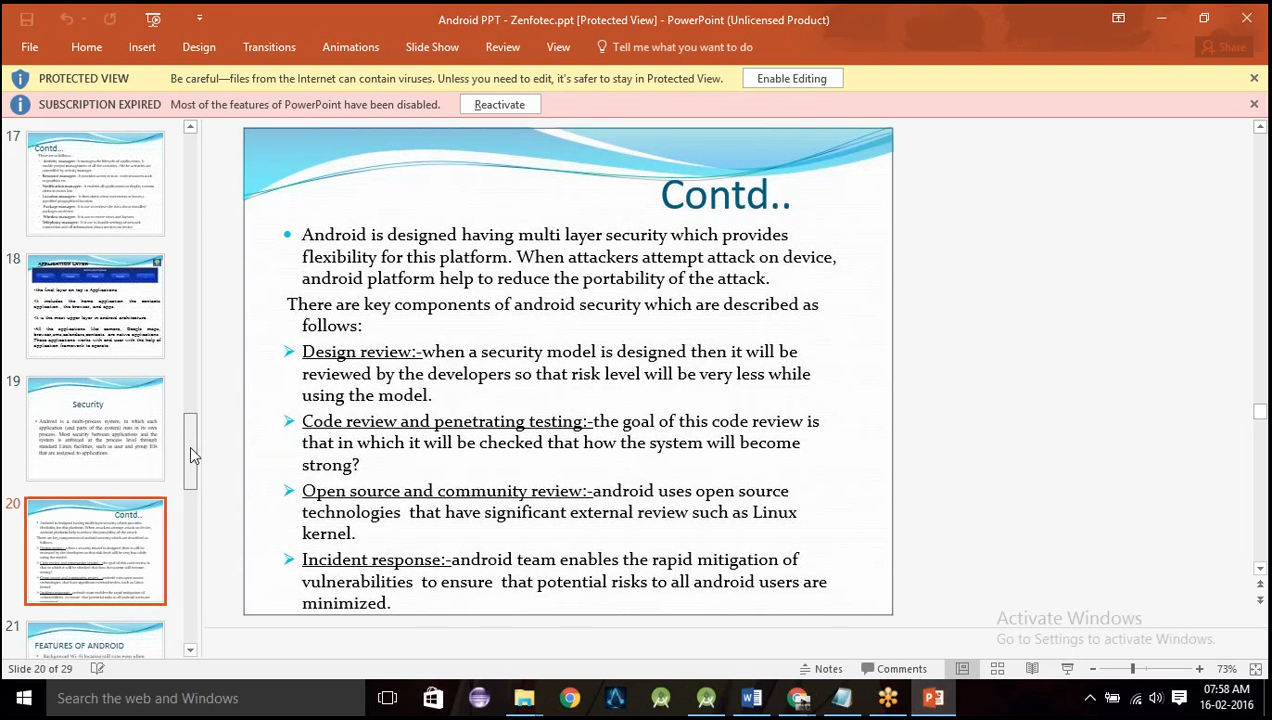 Android PPT - Zenfotec.ppt [Protected View] - PowerPoint (Unlicensed Product)
File Home Insert Design Transitions Animations Slide Show Review View Tell me what you want to do Share
PROTECTED VIEW Be careful—files from the Internet can contain viruses. Unless you need to edit, it's safer to stay in Protected View. Enable Editing
SUBSCRIPTION EXPIRED Most of the features of PowerPoint have been disabled. Reactivate
17
Contd...
18
APPLICATION LAYER
19
Security
20
Contd..
21
FEATURES OF ANDROID
Contd..
Android is designed having multi layer security which provides
flexibility for this platform. When attackers attempt attack on device,
android platform help to reduce the portability of the attack.
There are key components of android security which are described as
follows:
Design review:-when a security model is designed then it will be
reviewed by the developers so that risk level will be very less while
using the model.
Code review and penetrating testing:-the goal of this code review is
that in which it will be checked that how the system will become
strong?
Open source and community review:-android uses open source
technologies that have significant external review such as Linux
kernel.
Incident response:-android team enables the rapid mitigation of
vulnerabilities to ensure that potential risks to all android users are
minimized.
Activate Windows
Go to Settings to activate Windows.
Slide 20 of 29 Notes Comments 73%
Search the web and Windows
07:58 AM
16-02-2016